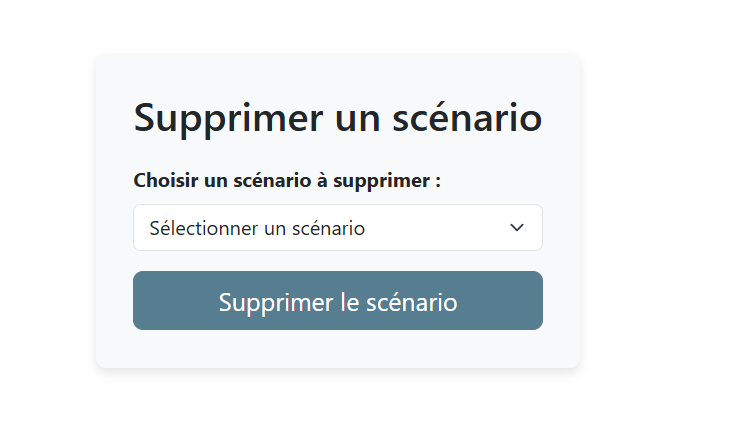 Supprimer un scénario
Choisir un scénario à supprimer :
Sélectionner un scénario
Supprimer le scénario